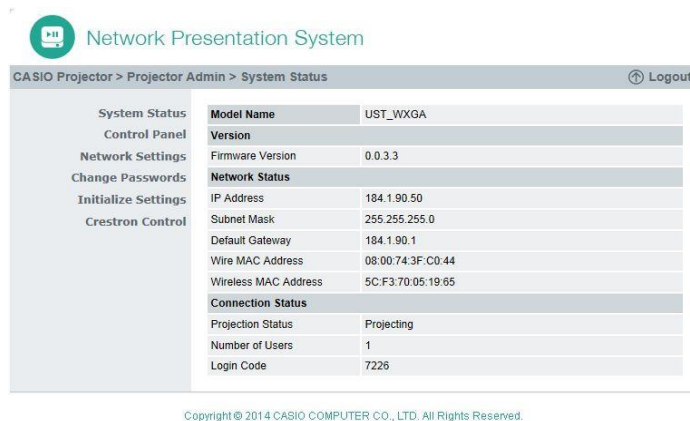 Network Presentation System
CASIO Projector > Projector Admin > System Status
Logout
System Status
Control Panel
Network Settings
Change Passwords
Initialize Settings
Crestron Control
Model Name UST_WXGA
Version
Firmware Version 0.0.3.3
Network Status
IP Address 184.1.90.50
Subnet Mask 255.255.255.0
Default Gateway 184.1.90.1
Wire MAC Address 08:00:74:3F:C0:44
Wireless MAC Address 5C:F3:70:05:19:65
Connection Status
Projection Status Projecting
Number of Users 1
Login Code 7226
Copyright © 2014 CASIO COMPUTER CO., LTD. All Rights Reserved.